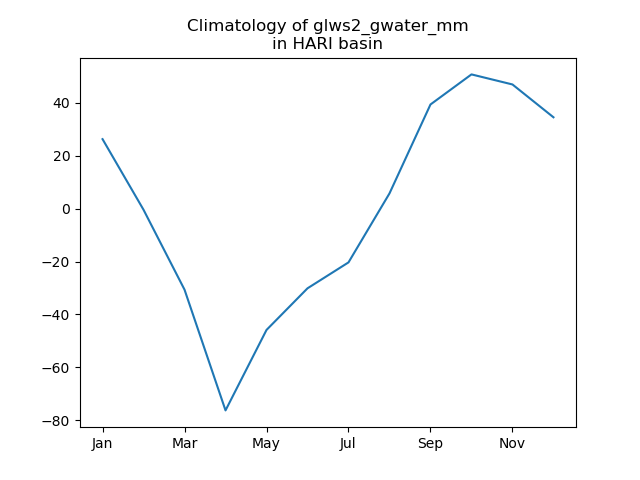 Climatology of glws2_gwater_mm
in HARI basin
40
20
0
−20
−40
−60
−80
Jan
Mar
May
Jul
Sep
Nov